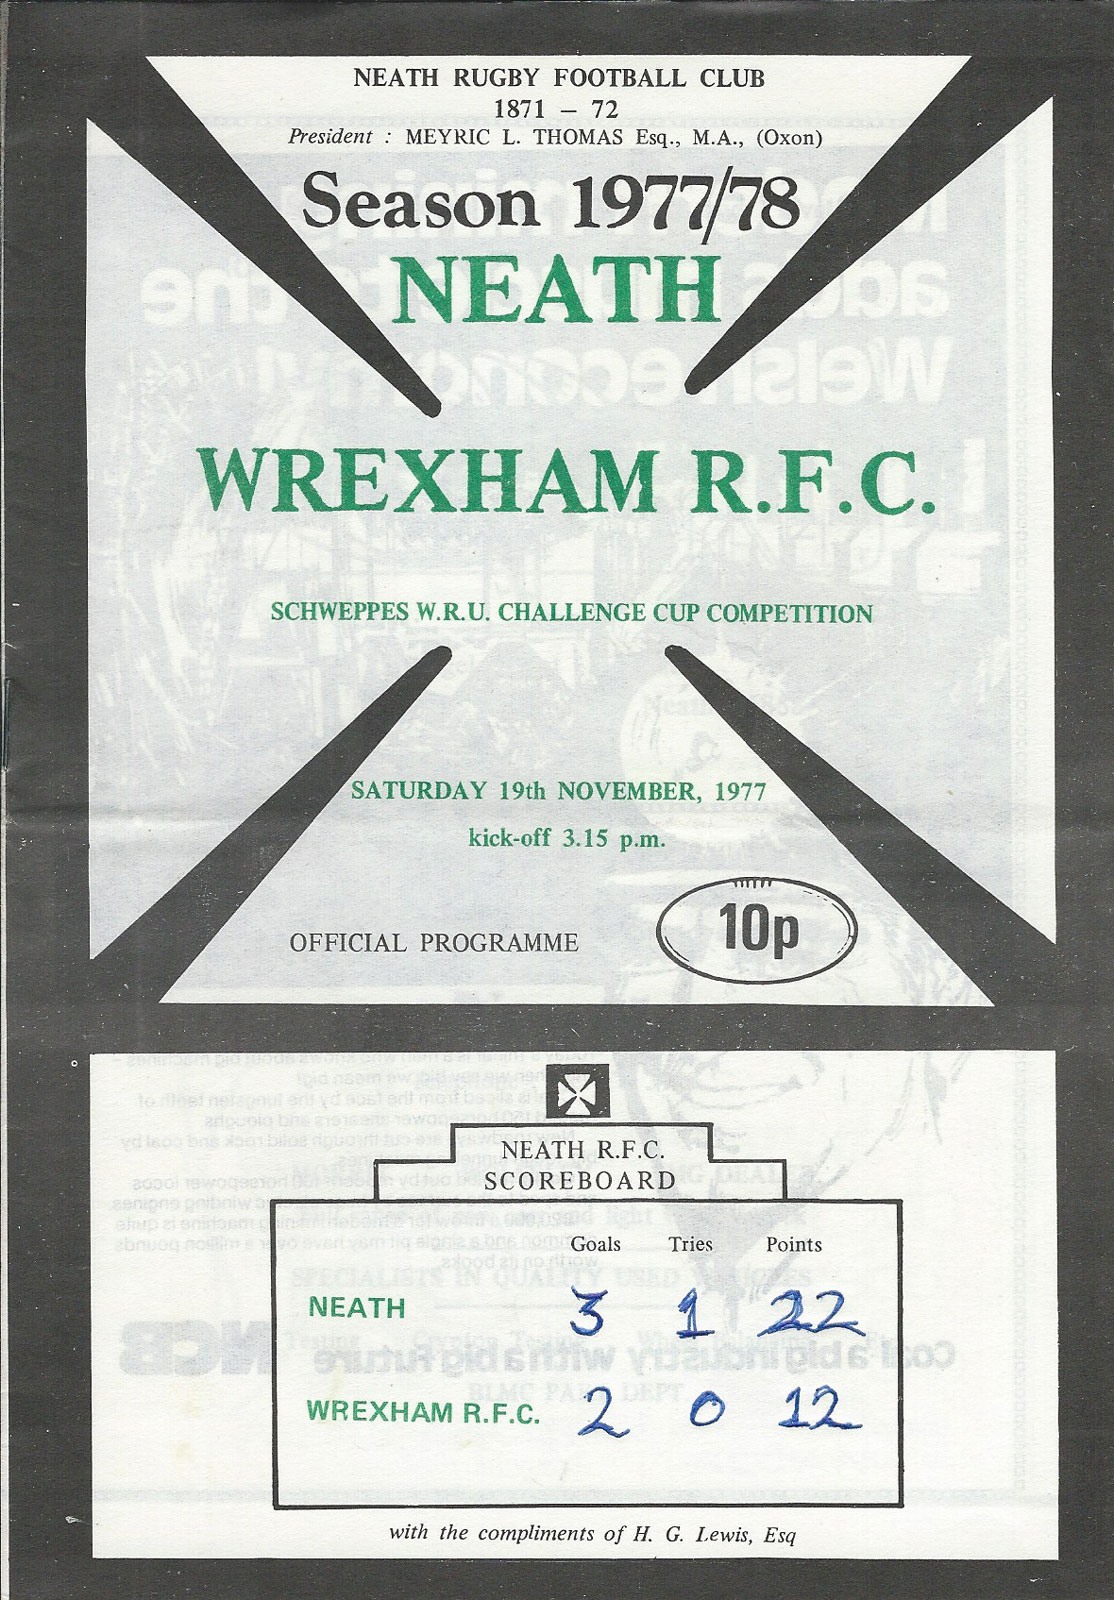 NEATH RUGBY FOOTBALL CLUB
1871 – 72
President : MEYRIC L. THOMAS Esq., M.A., (Oxon)
Season 1977/78
NEATH
WREXHAM R.F.C.
SCHWEPPES W.R.U. CHALLENGE CUP COMPETITION
SATURDAY 19th NOVEMBER, 1977
kick-off 3.15 p.m.
OFFICIAL PROGRAMME
10p
NEATH R.F.C.
SCOREBOARD
Goals Tries Points
NEATH 3 1 22
WREXHAM R.F.C. 2 0 12
with the compliments of H. G. Lewis, Esq